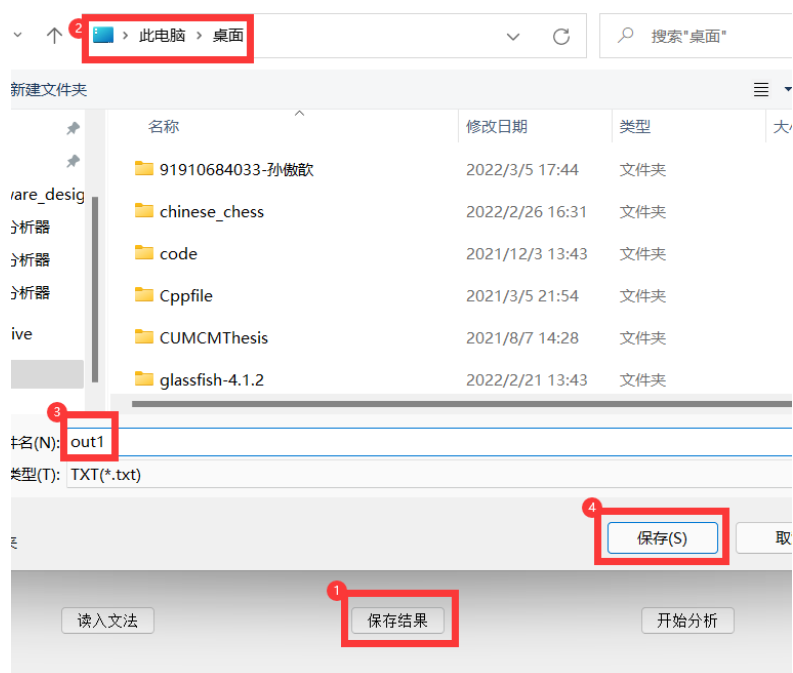 2
此电脑 > 桌面
搜索"桌面"
新建文件夹
名称 修改日期 类型 大小
91910684033-孙傲歆 2022/3/5 17:44 文件夹
vare_desig
chinese_chess 2022/2/26 16:31 文件夹
分析器
code 2021/12/3 13:43 文件夹
分析器
Cppfile 2021/3/5 21:54 文件夹
分析器
ive
CUMCMThesis 2021/8/7 14:28 文件夹
glassfish-4.1.2 2022/2/21 13:43 文件夹
3
件名(N): out1
类型(T): TXT(*.txt)
4
保存(S) 取
夹
1
读入文法 保存结果 开始分析